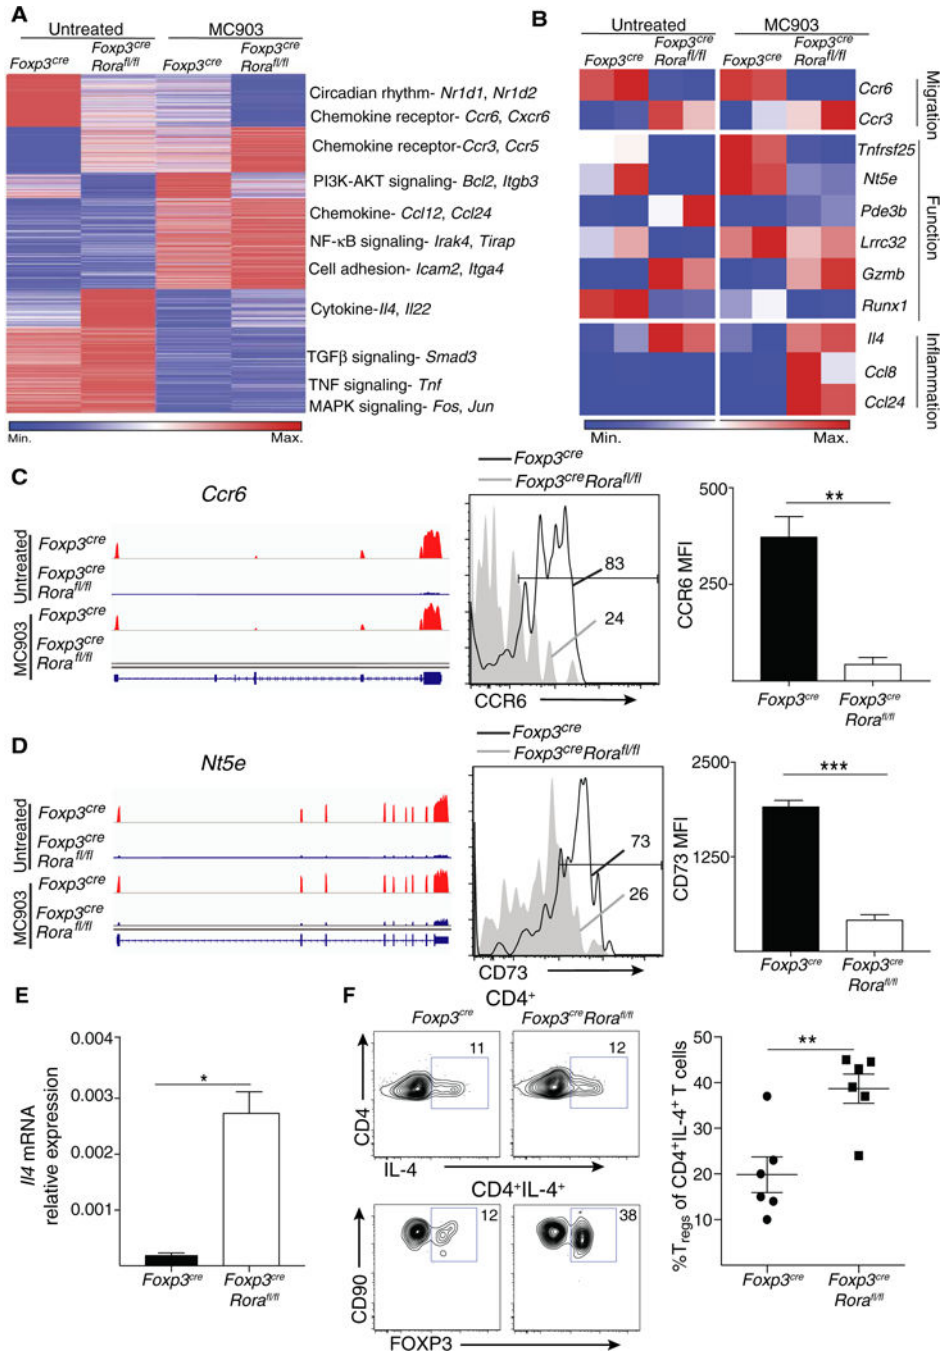 A
Untreated
MC903
Foxp3cre
Foxp3cre
Rorafl/fl
Foxp3cre
Foxp3cre
Rorafl/fl
Circadian rhythm- Nr1d1, Nr1d2
Chemokine receptor- Ccr6, Cxcr6
Chemokine receptor-Ccr3, Ccr5
PI3K-AKT signaling- Bcl2, Itgb3
Chemokine- Ccl12, Ccl24
NF-κB signaling- Irak4, Tirap
Cell adhesion- Icam2, Itga4
Cytokine-Il4, Il22
TGFβ signaling- Smad3
TNF signaling- Tnf
MAPK signaling- Fos, Jun
Min.
Max.
B
Untreated
MC903
Foxp3cre
Foxp3cre
Rorafl/fl
Foxp3cre
Foxp3cre
Rorafl/fl
Ccr6
Ccr3
Migration
Tnfrsf25
Nt5e
Pde3b
Lrrc32
Gzmb
Runx1
Function
Il4
Ccl8
Ccl24
Inflammation
Min.
Max.
C
Ccr6
Untreated
Foxp3cre
Foxp3cre
Rorafl/fl
MC903
Foxp3cre
Foxp3cre
Rorafl/fl
Foxp3cre
Foxp3creRorafl/fl
83
24
CCR6
CCR6 MFI
500
250
**
Foxp3cre
Foxp3cre
Rorafl/fl
D
Nt5e
Untreated
Foxp3cre
Foxp3cre
Rorafl/fl
MC903
Foxp3cre
Foxp3cre
Rorafl/fl
Foxp3cre
Foxp3creRorafl/fl
73
26
CD73
CD73 MFI
2500
1250
***
Foxp3cre
Foxp3cre
Rorafl/fl
E
Il4 mRNA
relative expression
0.004
0.003
0.002
0.001
*
Foxp3cre
Foxp3cre
Rorafl/fl
F
CD4+
Foxp3cre
Foxp3creRorafl/fl
11
12
CD4
IL-4
CD4+IL-4+
12
38
CD90
FOXP3
%Tregs of CD4+IL-4+ T cells
50
40
30
20
10
**
Foxp3cre
Foxp3cre
Rorafl/fl